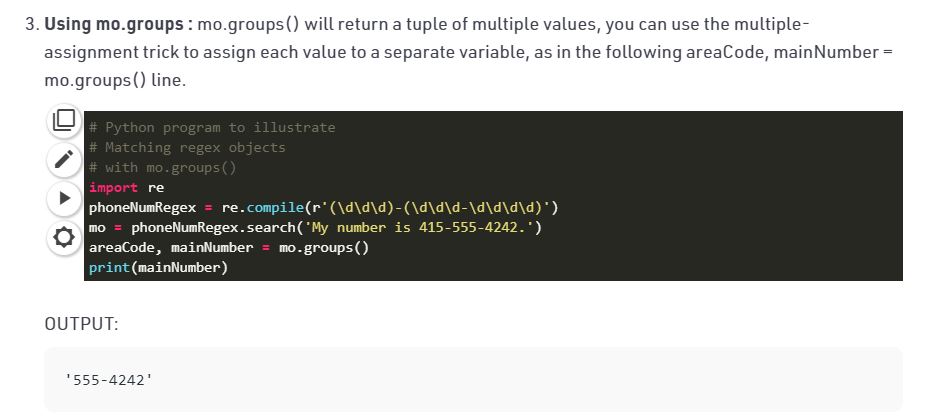 3. Using mo.groups : mo.groups() will return a tuple of multiple values, you can use the multiple-
assignment trick to assign each value to a separate variable, as in the following areaCode, mainNumber =
mo.groups() line.
# Python program to illustrate
# Matching regex objects
# with mo.groups()
import re
phoneNumRegex = re.compile(r'(\d\d\d)-(\d\d\d-\d\d\d\d)')
mo = phoneNumRegex.search('My number is 415-555-4242.')
areaCode, mainNumber = mo.groups()
print(mainNumber)
OUTPUT:
'555-4242'